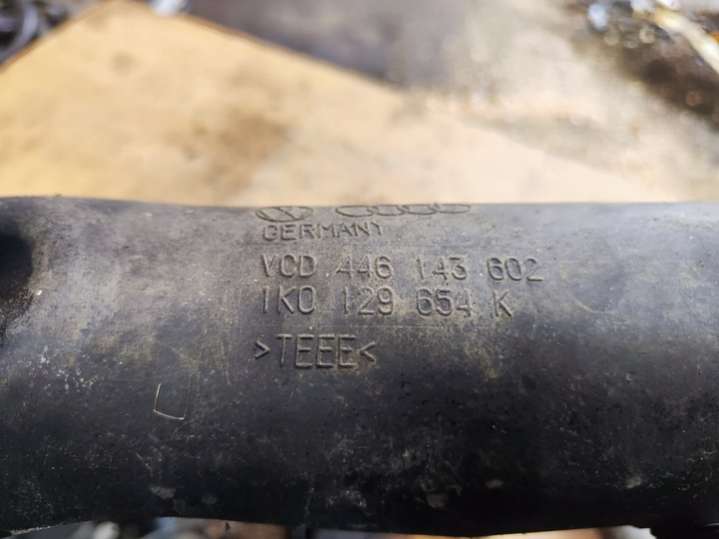 GERMANY
VCD 446 143 602
1K0 129 654 K
>TEEE<